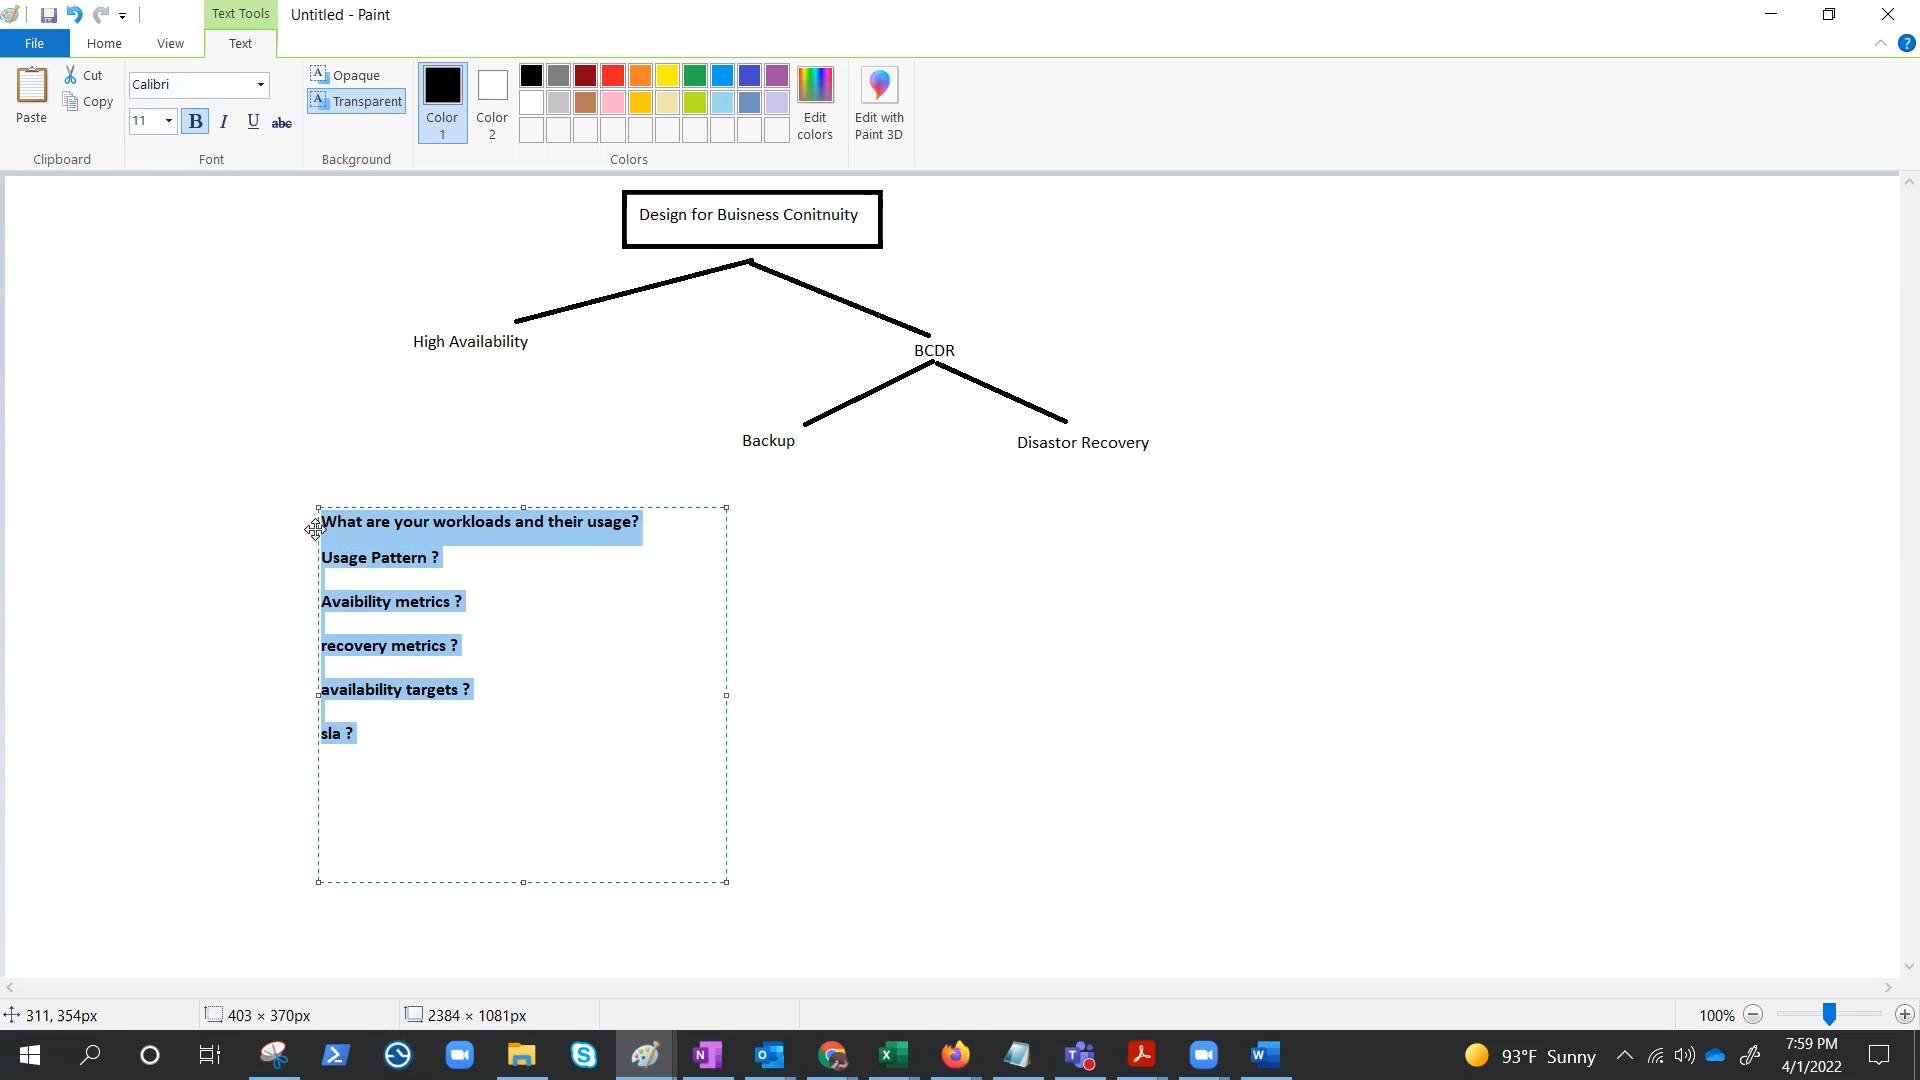 Text Tools
Untitled - Paint
File
Home
View
Text
Paste
Cut
Copy
Clipboard
Calibri
11
B
I
U
abc
Font
Opaque
Transparent
Background
Color 1
Color 2
Edit colors
Colors
Edit with Paint 3D
Design for Buisness Conitnuity
High Availability
BCDR
Backup
Disastor Recovery
What are your workloads and their usage?
Usage Pattern ?
Avaibility metrics ?
recovery metrics ?
availability targets ?
sla ?
311, 354px
403 × 370px
2384 × 1081px
100%
93°F Sunny
7:59 PM
4/1/2022